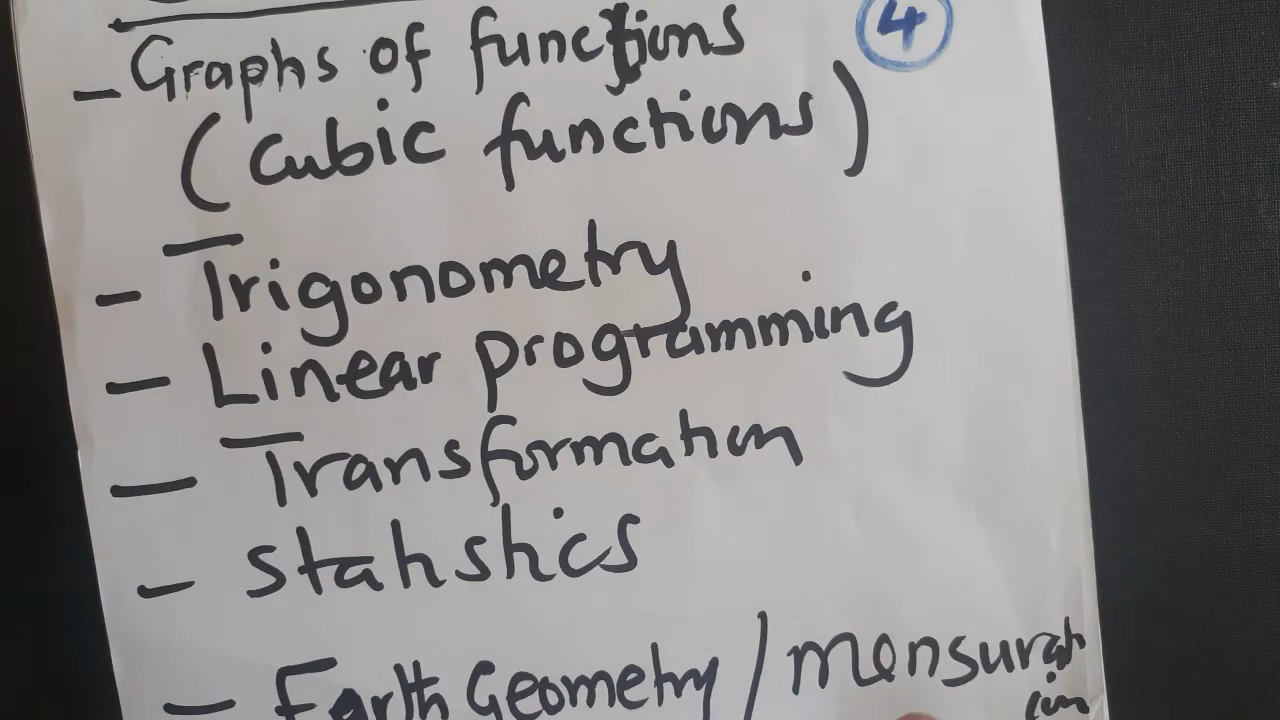 4
- Graphs of functions
(Cubic functions)
- Trigonometry
- Linear programming
- Transformation
- Statistics
- Earth Geometry / Mensuration